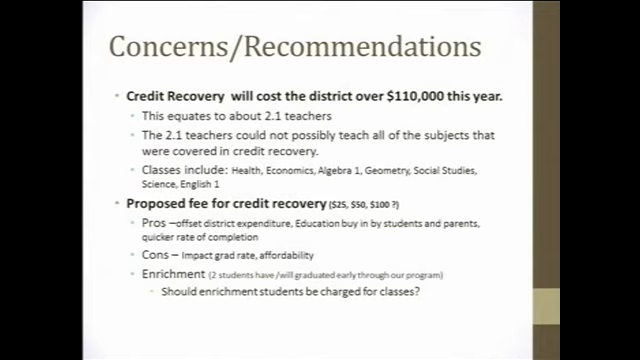 Concerns/Recommendations
• Credit Recovery will cost the district over $110,000 this year.
• This equates to about 2.1 teachers
• The 2.1 teachers could not possibly teach all of the subjects that
were covered in credit recovery.
• Classes include: Health, Economics, Algebra 1, Geometry, Social Studies,
Science, English 1
• Proposed fee for credit recovery ($25, $50, $100 ?)
• Pros –offset district expenditure, Education buy in by students and parents,
quicker rate of completion
• Cons – Impact grad rate, affordability
• Enrichment (2 students have /will graduated early through our program)
• Should enrichment students be charged for classes?